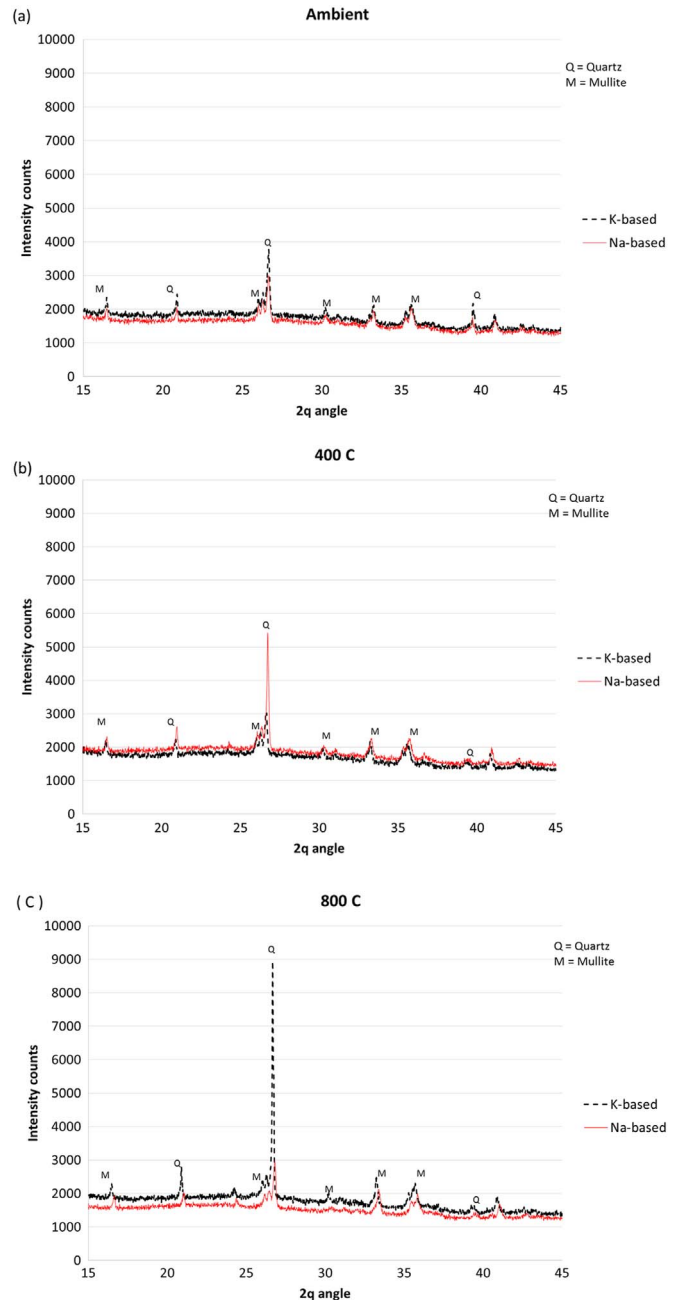 (a)
Ambient
10000
9000
8000
7000
6000
5000
4000
3000
2000
1000
0
Intensity counts
Q = Quartz
M = Mullite
K-based
Na-based
M
Q
M
Q
M
M
M
Q
15 20 25 30 35 40 45
2q angle
(b)
400 C
10000
9000
8000
7000
6000
5000
4000
3000
2000
1000
0
Intensity counts
Q = Quartz
M = Mullite
K-based
Na-based
M
Q
M
Q
M
M
M
Q
15 20 25 30 35 40 45
2q angle
( C )
800 C
10000
9000
8000
7000
6000
5000
4000
3000
2000
1000
0
Intensity counts
Q = Quartz
M = Mullite
K-based
Na-based
M
Q
M
Q
M
M
M
Q
15 20 25 30 35 40 45
2q angle